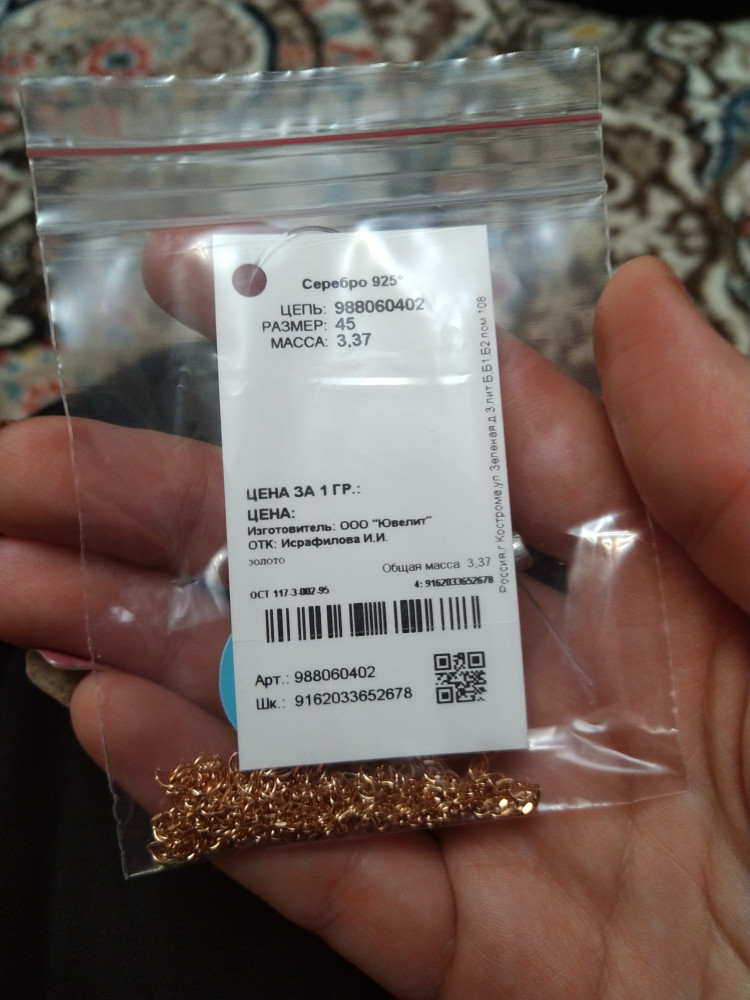 Серебро 925°
ЦЕПЬ: 988060402
РАЗМЕР: 45
МАССА: 3,37
ЦЕНА ЗА 1 ГР.:
ЦЕНА:
Изготовитель: ООО "Ювелит"
ОТК: Исрафилова И.И.
золото
Общая масса 3,37
ОСТ 117-3-002-95
4: 9162033652678
Арт.: 988060402
Шк.: 9162033652678
Россия,г Кострома,ул Зеленая,д 3,лит Б,Б1,Б2 пом 108